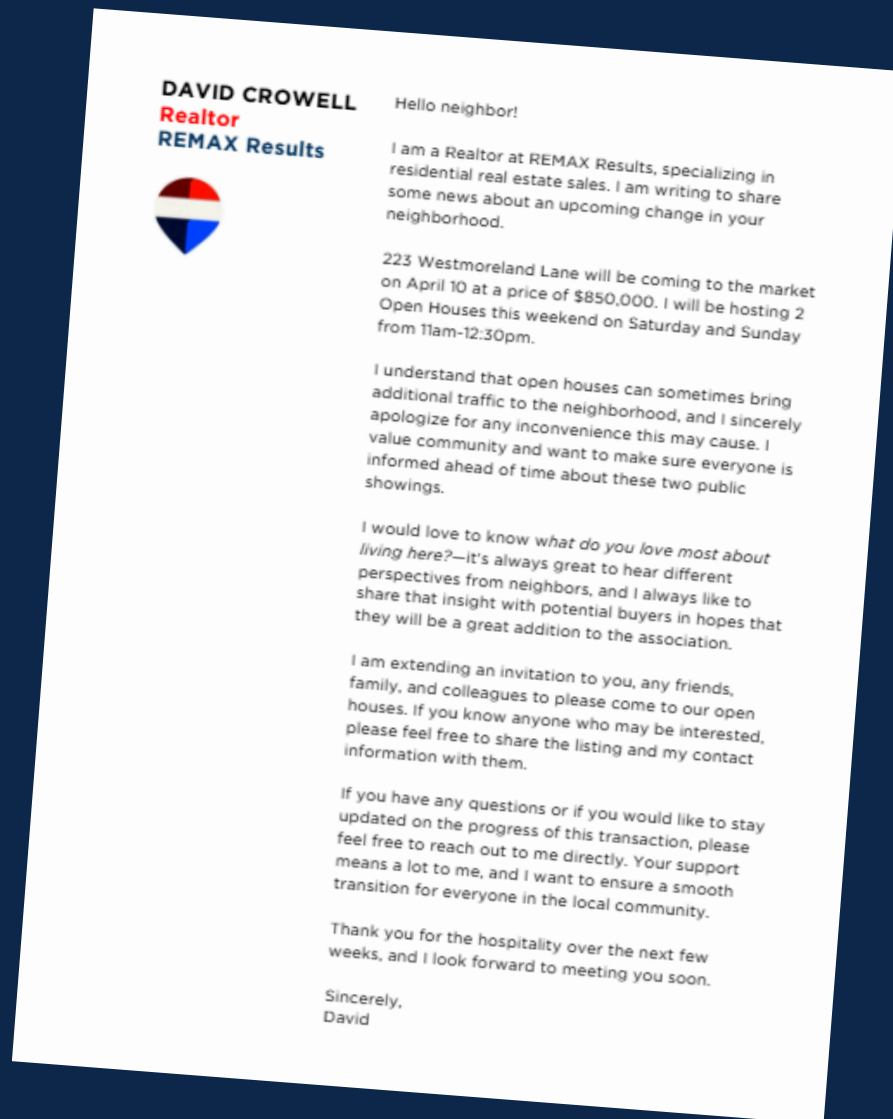 DAVID CROWELL
Realtor
REMAX Results
Hello neighbor!
I am a Realtor at REMAX Results, specializing in
residential real estate sales. I am writing to share
some news about an upcoming change in your
neighborhood.
223 Westmoreland Lane will be coming to the market
on April 10 at a price of $850,000. I will be hosting 2
Open Houses this weekend on Saturday and Sunday
from 11am-12:30pm.
I understand that open houses can sometimes bring
additional traffic to the neighborhood, and I sincerely
apologize for any inconvenience this may cause. I
value community and want to make sure everyone is
informed ahead of time about these two public
showings.
I would love to know what do you love most about
living here?—it's always great to hear different
perspectives from neighbors, and I always like to
share that insight with potential buyers in hopes that
they will be a great addition to the association.
I am extending an invitation to you, any friends,
family, and colleagues to please come to our open
houses. If you know anyone who may be interested,
please feel free to share the listing and my contact
information with them.
If you have any questions or if you would like to stay
updated on the progress of this transaction, please
feel free to reach out to me directly. Your support
means a lot to me, and I want to ensure a smooth
transition for everyone in the local community.
Thank you for the hospitality over the next few
weeks, and I look forward to meeting you soon.
Sincerely,
David